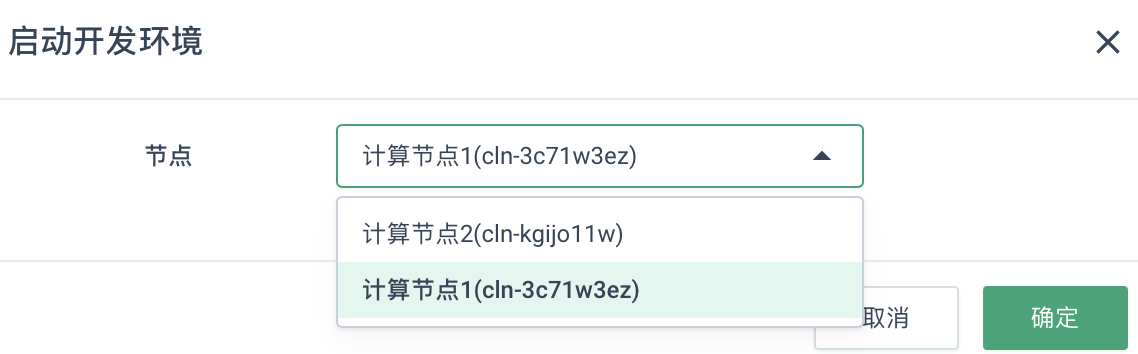 启动开发环境
节点
计算节点1(cln-3c71w3ez)
计算节点2(cln-kgijo11w)
计算节点1(cln-3c71w3ez)
取消
确定